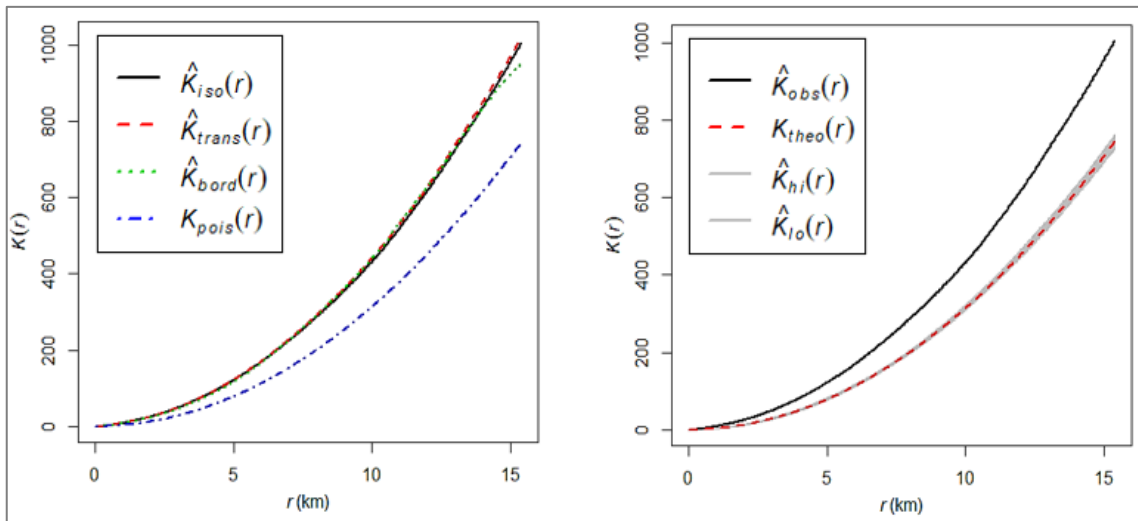 K̂iso(r)
K̂trans(r)
K̂bord(r)
Kpois(r)
K(r)
0
200
400
600
800
1000
0 5 10 15
r (km)
K̂obs(r)
Ktheo(r)
K̂hi(r)
K̂lo(r)
K(r)
0
200
400
600
800
1000
0 5 10 15
r (km)